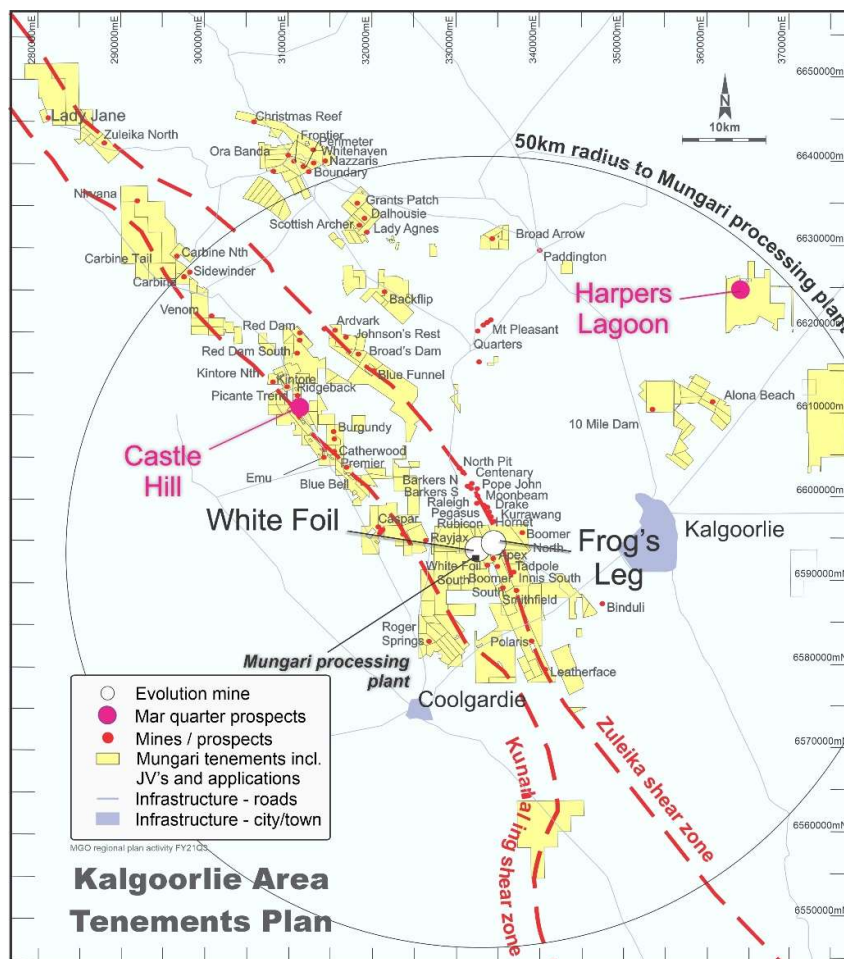 280000mE
290000mE
300000mE
310000mE
320000mE
330000mE
340000mE
350000mE
360000mE
370000mE
6650000mN
6640000mN
6630000mN
6620000mN
6610000mN
6600000mN
6590000mN
6580000mN
6570000mN
6560000mN
6550000mN
N
10km
50km radius to Mungari processing plant
Lady Jane
Zuleika North
Christmas Reef
Frontier
Perimeter
Ora Banda
Whitehaven
Nazzaris
Boundary
Nirvana
Grants Patch
Dalhousie
Scottish Archer
Lady Agnes
Broad Arrow
Paddington
Carbine Nth
Carbine Tail
Sidewinder
Carbine
Backflip
Harpers
Lagoon
Venom
Ardvark
Red Dam
Johnson's Rest
Mt Pleasant
Quarters
Red Dam South
Broad's Dam
Kintore Nth
Kintore
Blue Funnel
Ridgeback
Picante Trend
Alona Beach
10 Mile Dam
Castle
Hill
Burgundy
Catherwood
Premier
Emu
Blue Bell
North Pit
Centenary
Barkers N
Pope John
Barkers S
Moonbeam
Raleigh
Drake
Pegasus
Kurrawang
Rubicon
Hornet
Caspar
White Foil
Rayjax
Boomer
North
Kalgoorlie
Frog's
Leg
Apex
White Foil
South
Tadpole
Boomer
South
Innis South
Smithfield
Binduli
Roger
Springs
Polaris
Mungari processing
plant
Leatherface
Coolgardie
Kunanalling shear zone
Zuleika shear zone
Evolution mine
Mar quarter prospects
Mines / prospects
Mungari tenements incl.
JV's and applications
Infrastructure - roads
Infrastructure - city/town
MGO regional plan activity FY21Q3
Kalgoorlie Area
Tenements Plan